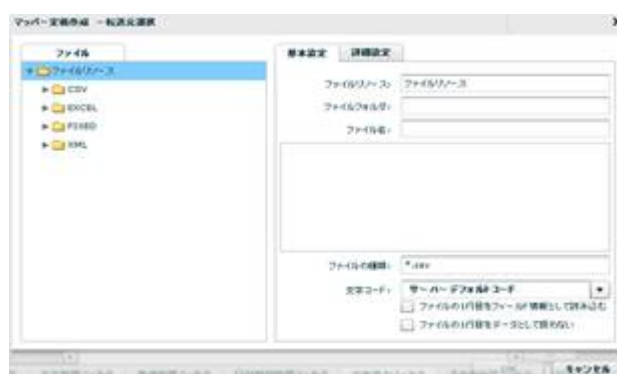 マッパー定義作成 - 転送元選択
ファイル
ファイルリソース
CSV
EXCEL
FIXED
XML
基本設定
詳細設定
ファイルリソース:
ファイルリソース
ファイルフォルダ:
ファイル名:
ファイルの種類:
*.csv
文字コード:
サーバーデフォルトコード
ファイルの1行目をフィールド情報として読み込む
ファイルの1行目をデータとして扱わない
キャンセル